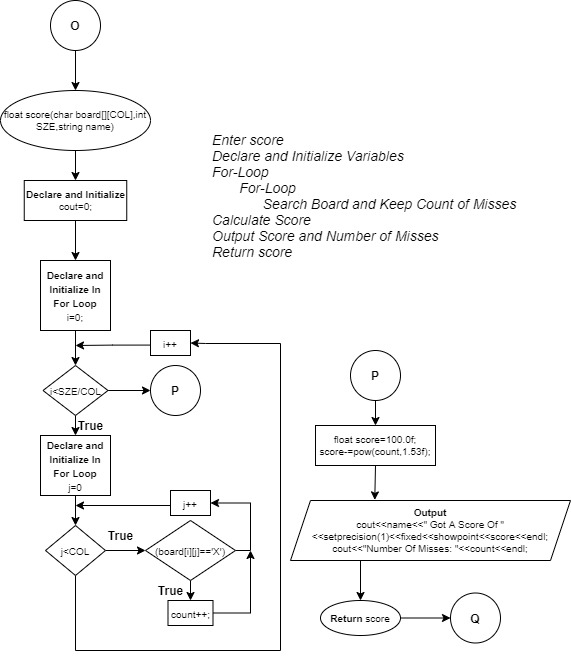 O
float score(char board[][COL],int
SZE,string name)
Enter score
Declare and Initialize Variables
For-Loop
For-Loop
Search Board and Keep Count of Misses
Calculate Score
Output Score and Number of Misses
Return score
Declare and Initialize
cout=0;
Declare and
Initialize In
For Loop
i=0;
i++
i<SZE/COL
P
True
Declare and
Initialize In
For Loop
j=0
j++
j<COL
True
(board[i][j]=='X')
True
count++;
P
float score=100.0f;
score-=pow(count,1.53f);
Output
cout<<name<<" Got A Score Of "
<<setprecision(1)<<fixed<<showpoint<<score<<endl;
cout<<"Number Of Misses: "<<count<<endl;
Return score
Q